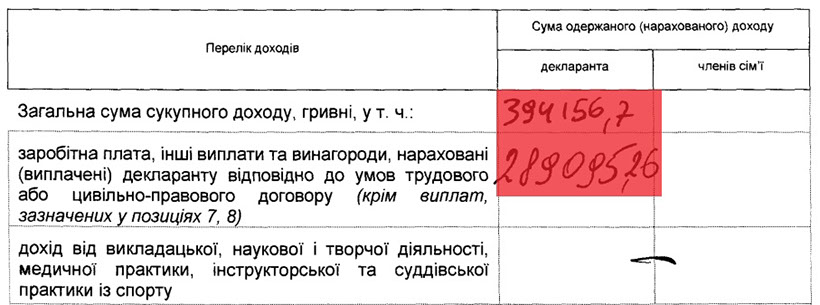 Перелік доходів
Сума одержаного (нарахованого) доходу
декларанта
членів сім’ї
Загальна сума сукупного доходу, гривні, у т. ч.:
394156,7
заробітна плата, інші виплати та винагороди, нараховані
(виплачені) декларанту відповідно до умов трудового
або цивільно-правового договору (крім виплат,
зазначених у позиціях 7, 8)
289095,26
дохід від викладацької, наукової і творчої діяльності,
медичної практики, інструкторської та суддівської
практики із спорту
—